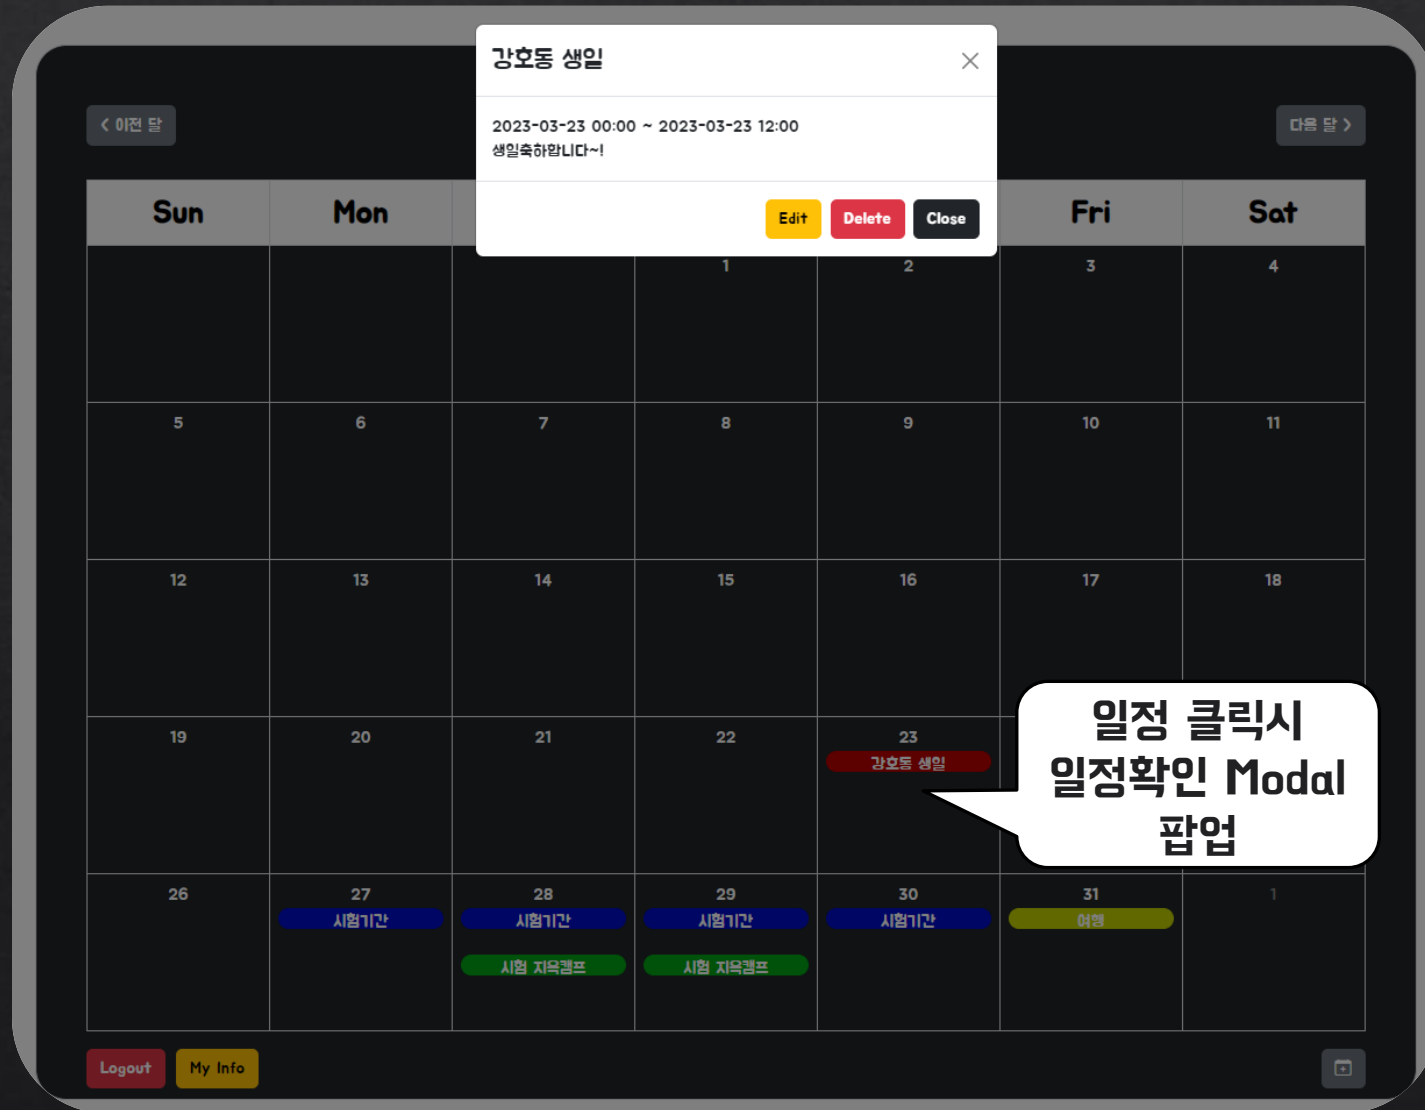 강호동 생일
2023-03-23 00:00 ~ 2023-03-23 12:00
생일축하합니다~!
Edit Delete Close
이전 달
다음 달
Sun Mon Fri Sat
1 2 3 4
5 6 7 8 9 10 11
12 13 14 15 16 17 18
19 20 21 22 23
강호동 생일
일정 클릭시
일정확인 Modal
팝업
26 27 28 29 30 31 1
시험기간 시험기간 시험기간 시험기간 여행
시험 지옥캠프 시험 지옥캠프
Logout My Info